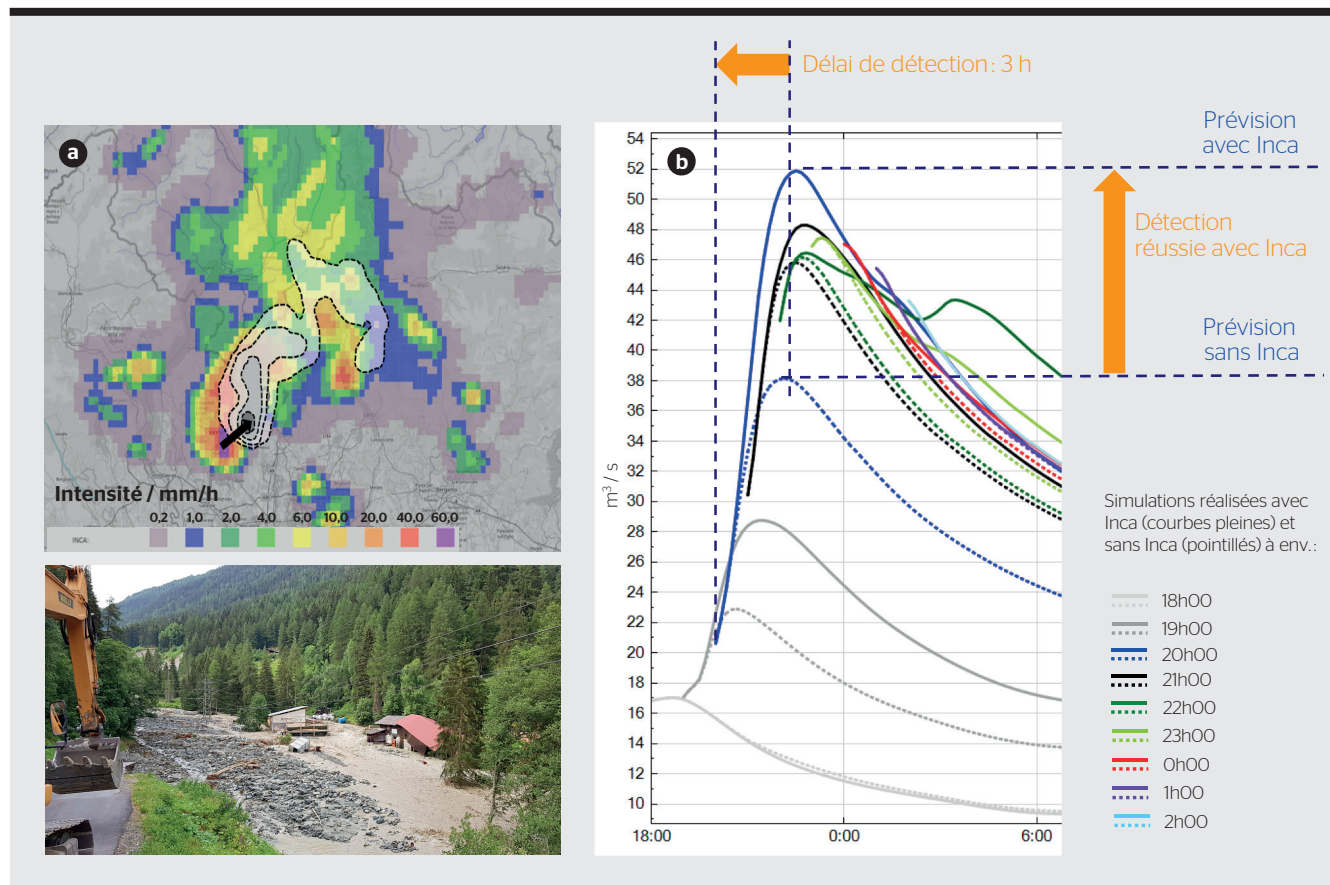 Délai de détection : 3 h
a
Intensité / mm/h
0,2 1,0 2,0 4,0 6,0 10,0 20,0 40,0 60,0
INCA:
b
54
52
50
48
46
44
42
40
38
36
34
32
30
28
26
24
22
20
18
16
14
12
10
m³ / s
18:00 0:00 6:00
Prévision
avec Inca
Détection
réussie avec Inca
Prévision
sans Inca
Simulations réalisées avec
Inca (courbes pleines) et
sans Inca (pointillés) à env. :
18h00
19h00
20h00
21h00
22h00
23h00
0h00
1h00
2h00